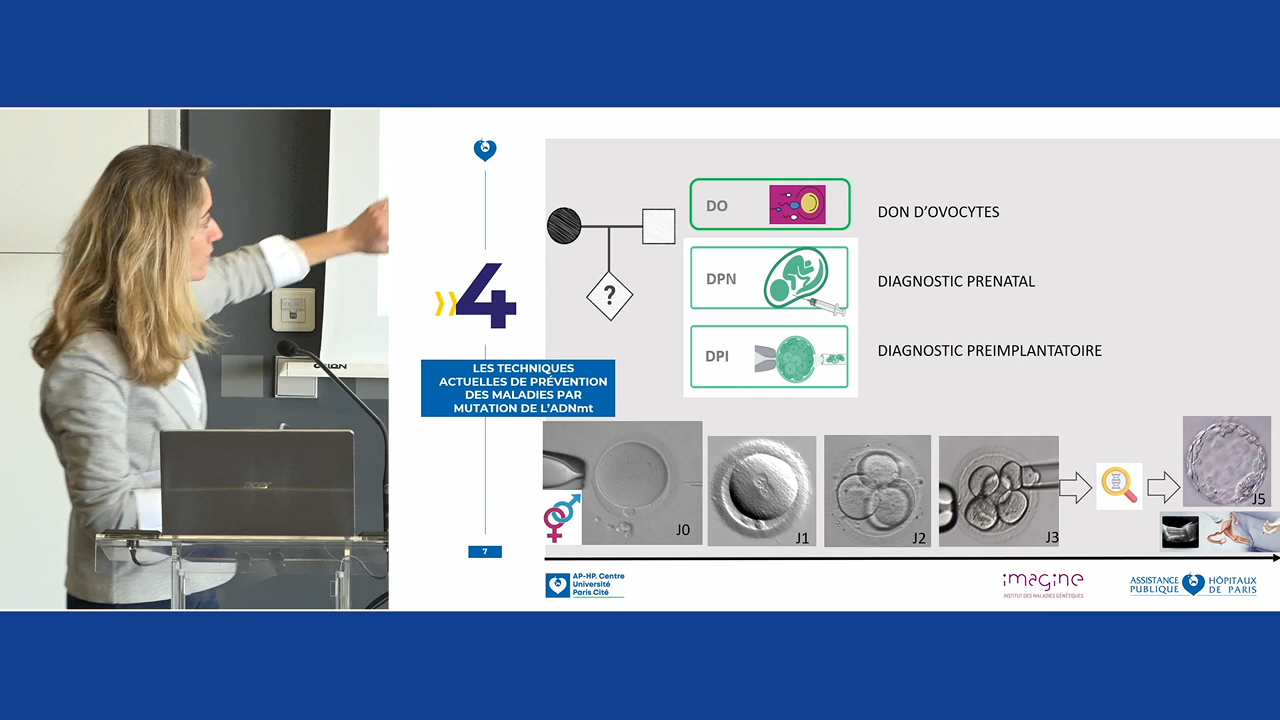 4
LES TECHNIQUES
ACTUELLES DE PRÉVENTION
DES MALADIES PAR
MUTATION DE L'ADNmt
7
?
DO
DON D'OVOCYTES
DPN
DIAGNOSTIC PRENATAL
DPI
DIAGNOSTIC PREIMPLANTATOIRE
J0
J1
J2
J3
J5
AP-HP. Centre
Université
Paris Cité
imagine
INSTITUT DES MALADIES GÉNÉTIQUES
ASSISTANCE
PUBLIQUE
HÔPITAUX
DE PARIS
acer